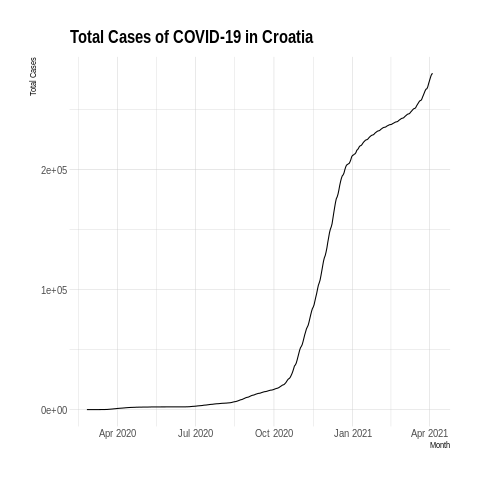 Total Cases of COVID-19 in Croatia
Total Cases
2e+05
1e+05
0e+00
Apr 2020 Jul 2020 Oct 2020 Jan 2021 Apr 2021
Month